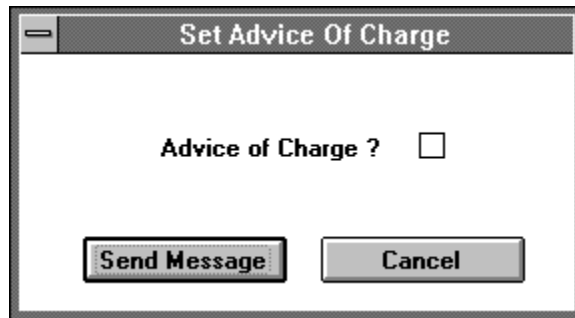 Set Advice Of Charge
Advice of Charge ?
Send Message
Cancel